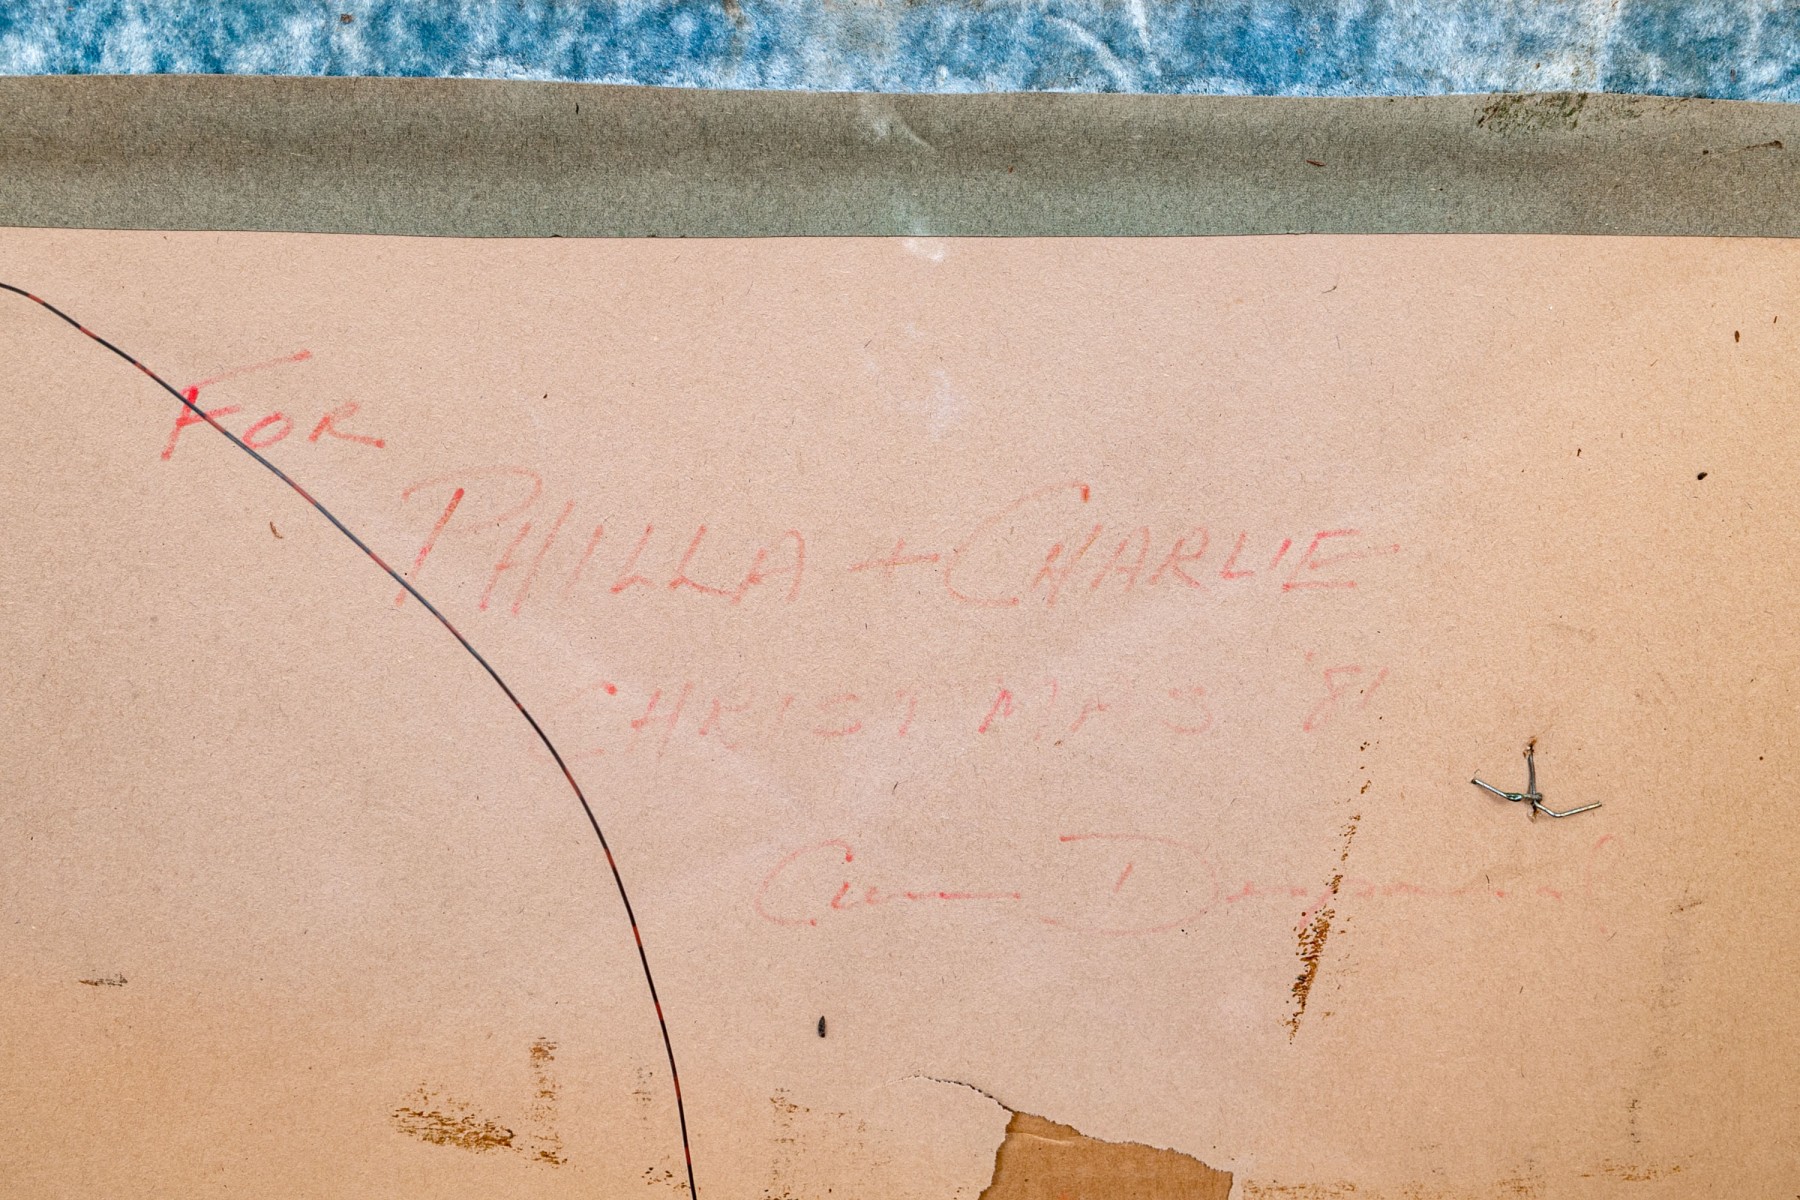 FOR
PHILLA + CHARLIE
CHRISTMAS '81